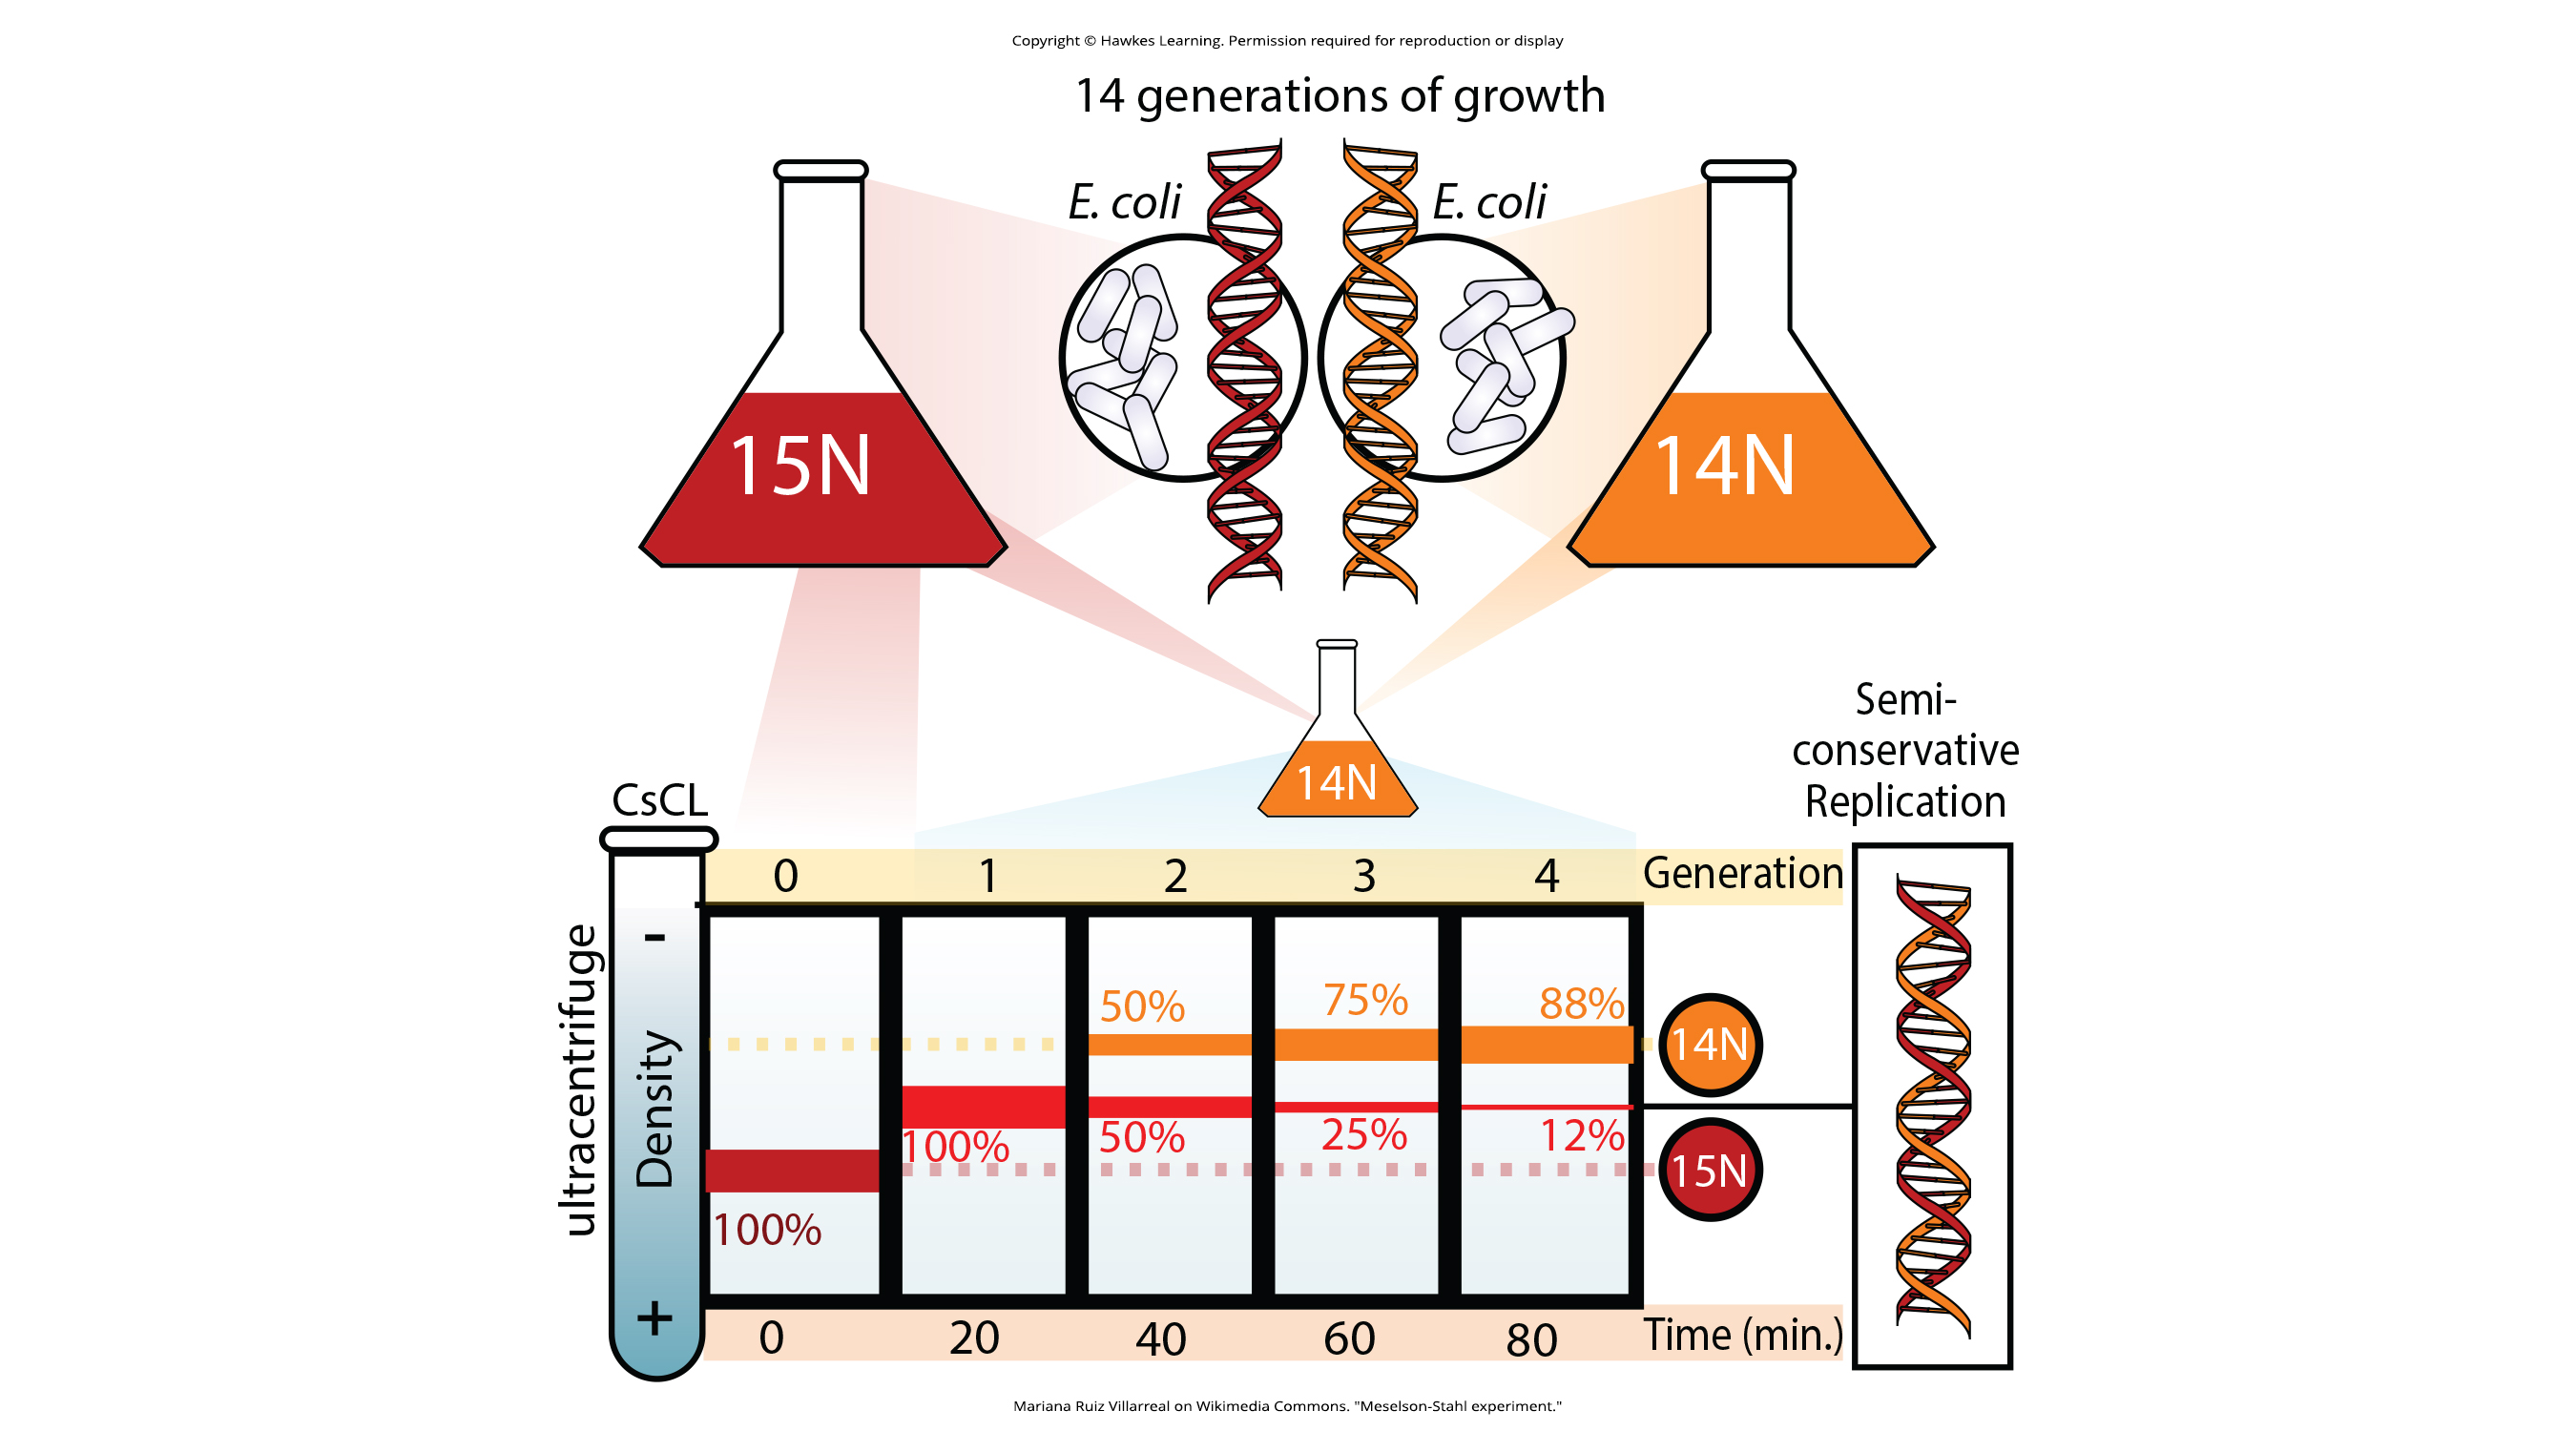 Copyright © Hawkes Learning. Permission required for reproduction or display
14 generations of growth
E. coli
E. coli
15N
14N
14N
Semi-
conservative
Replication
CsCL
0 1 2 3 4 Generation
ultracentrifuge
-
Density
+
50% 75% 88%
14N
100% 50% 25% 12%
15N
100%
0 20 40 60 80 Time (min.)
Mariana Ruiz Villarreal on Wikimedia Commons. "Meselson-Stahl experiment."